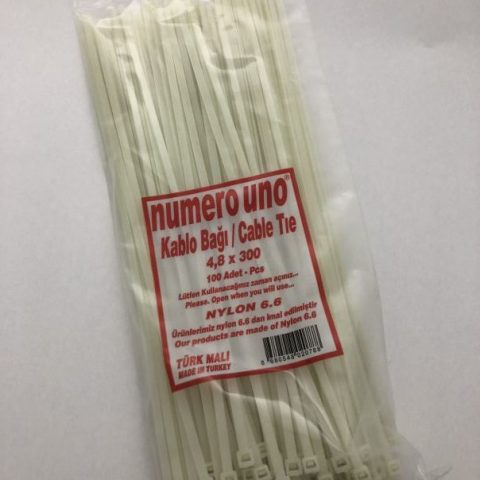 numero uno®
Kablo Bağı / Cable Tıe
4,8 x 300
100 Adet - Pcs
Lütfen Kullanacağınız zaman açınız...
Please. Open when you will use...
NYLON 6.6
Ürünlerimiz nylon 6.6 dan imal edilmiştir
Our products are made of Nylon 6.6
TÜRK MALI
MADE IN TURKEY